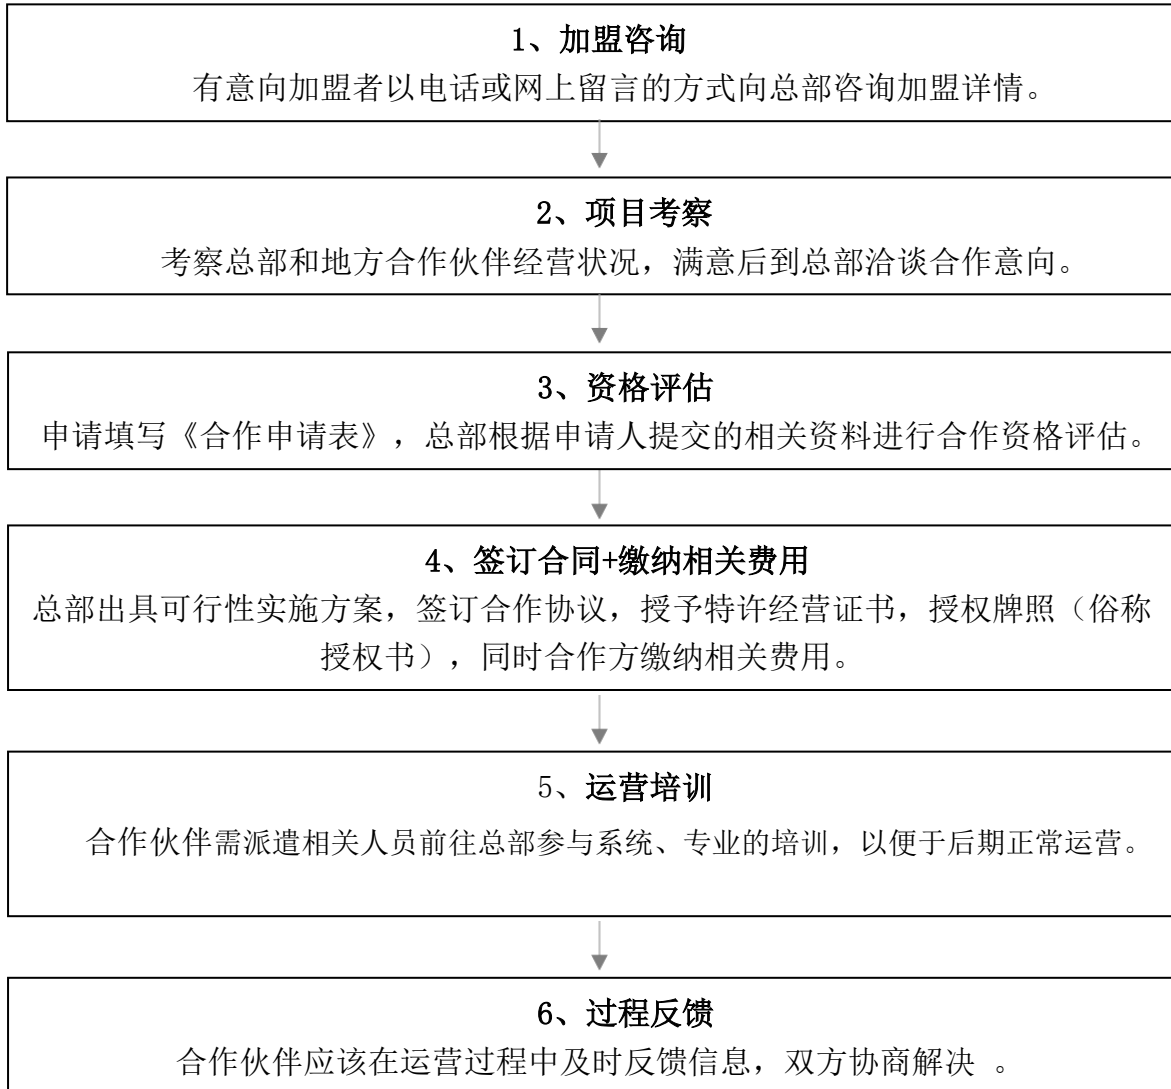 1、加盟咨询
有意向加盟者以电话或网上留言的方式向总部咨询加盟详情。
2、项目考察
考察总部和地方合作伙伴经营状况，满意后到总部洽谈合作意向。
3、资格评估
申请填写《合作申请表》，总部根据申请人提交的相关资料进行合作资格评估。
4、签订合同+缴纳相关费用
总部出具可行性实施方案，签订合作协议，授予特许经营证书，授权牌照（俗称
授权书），同时合作方缴纳相关费用。
5、运营培训
合作伙伴需派遣相关人员前往总部参与系统、专业的培训，以便于后期正常运营。
6、过程反馈
合作伙伴应该在运营过程中及时反馈信息，双方协商解决 。